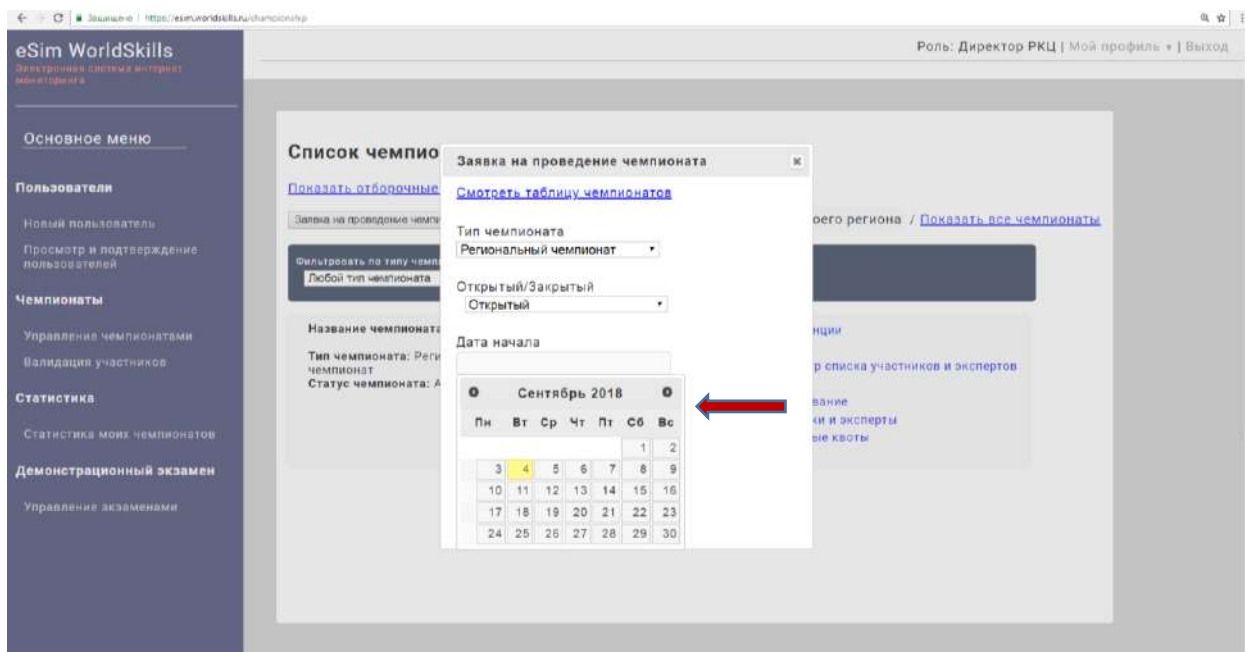 Защищено | https://esim.worldskills.ru/championship
eSim WorldSkills
Электронная система интернет
мониторинга
Роль: Директор РКЦ | Мой профиль | Выход
Основное меню
Пользователи
Новый пользователь
Просмотр и подтверждение
пользователей
Чемпионаты
Управление чемпионатами
Валидация участников
Статистика
Статистика моих чемпионатов
Демонстрационный экзамен
Управление экзаменами
Список чемпио
Показать отборочные
Заявка на проведение чемпи
оего региона / Показать все чемпионаты
Фильтровать по типу чемп
Любой тип чемпионата
Название чемпионата
Тип чемпионата: Реги
чемпионат
Статус чемпионата: А
нции
р списка участников и экспертов
вание
ки и эксперты
ые квоты
Заявка на проведение чемпионата
Смотреть таблицу чемпионатов
Тип чемпионата
Региональный чемпионат
Открытый/Закрытый
Открытый
Дата начала
Сентябрь 2018
Пн Вт Ср Чт Пт Сб Вс
1 2
3 4 5 6 7 8 9
10 11 12 13 14 15 16
17 18 19 20 21 22 23
24 25 26 27 28 29 30